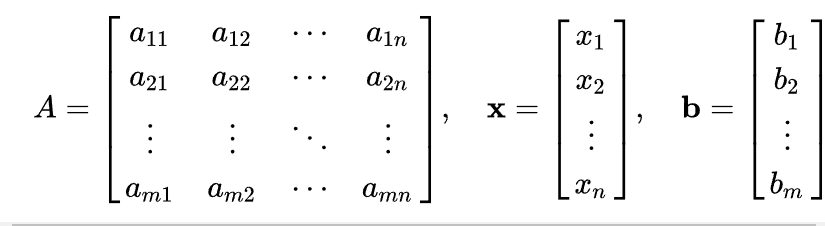 A = [ a₁₁ a₁₂ ⋯ a₁ₙ ; a₂₁ a₂₂ ⋯ a₂ₙ ; ⋮ ⋮ ⋱ ⋮ ; aₘ₁ aₘ₂ ⋯ aₘₙ ], x = [ x₁ ; x₂ ; ⋮ ; xₙ ], b = [ b₁ ; b₂ ; ⋮ ; bₘ ]